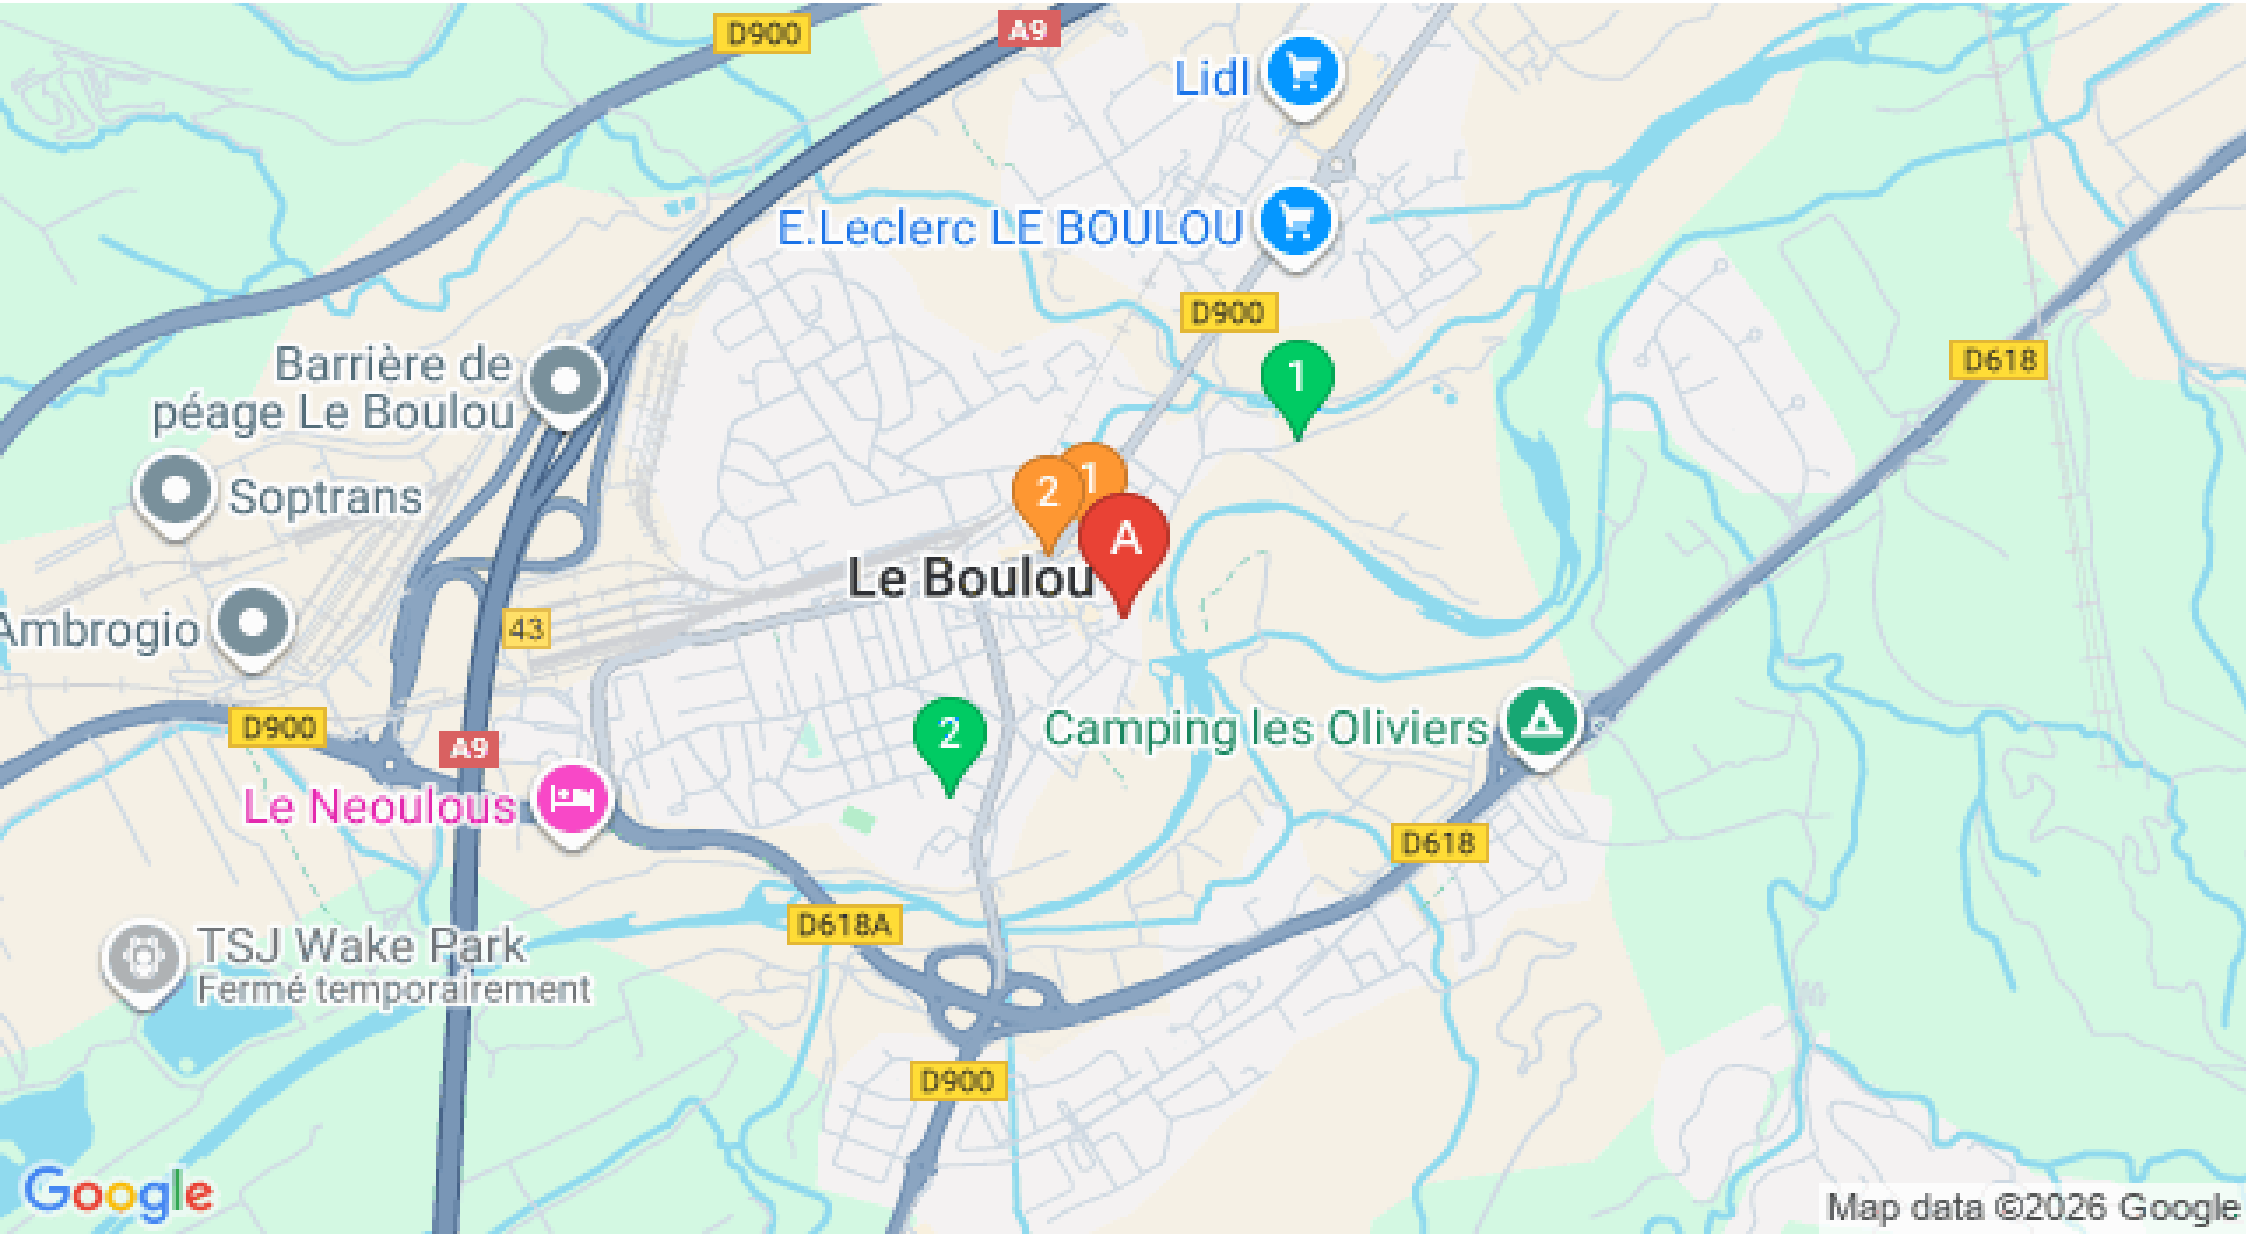 D900
A9
Lidl
E.Leclerc LE BOULOU
D900
Barrière de
péage Le Boulou
D618
1
Soptrans
1
2
A
Le Boulou
Ambrogio
43
D900
A9
2
Camping les Oliviers
Le Neoulous
D618
D618A
TSJ Wake Park
Fermé temporairement
D900
Google
Map data ©2026 Google